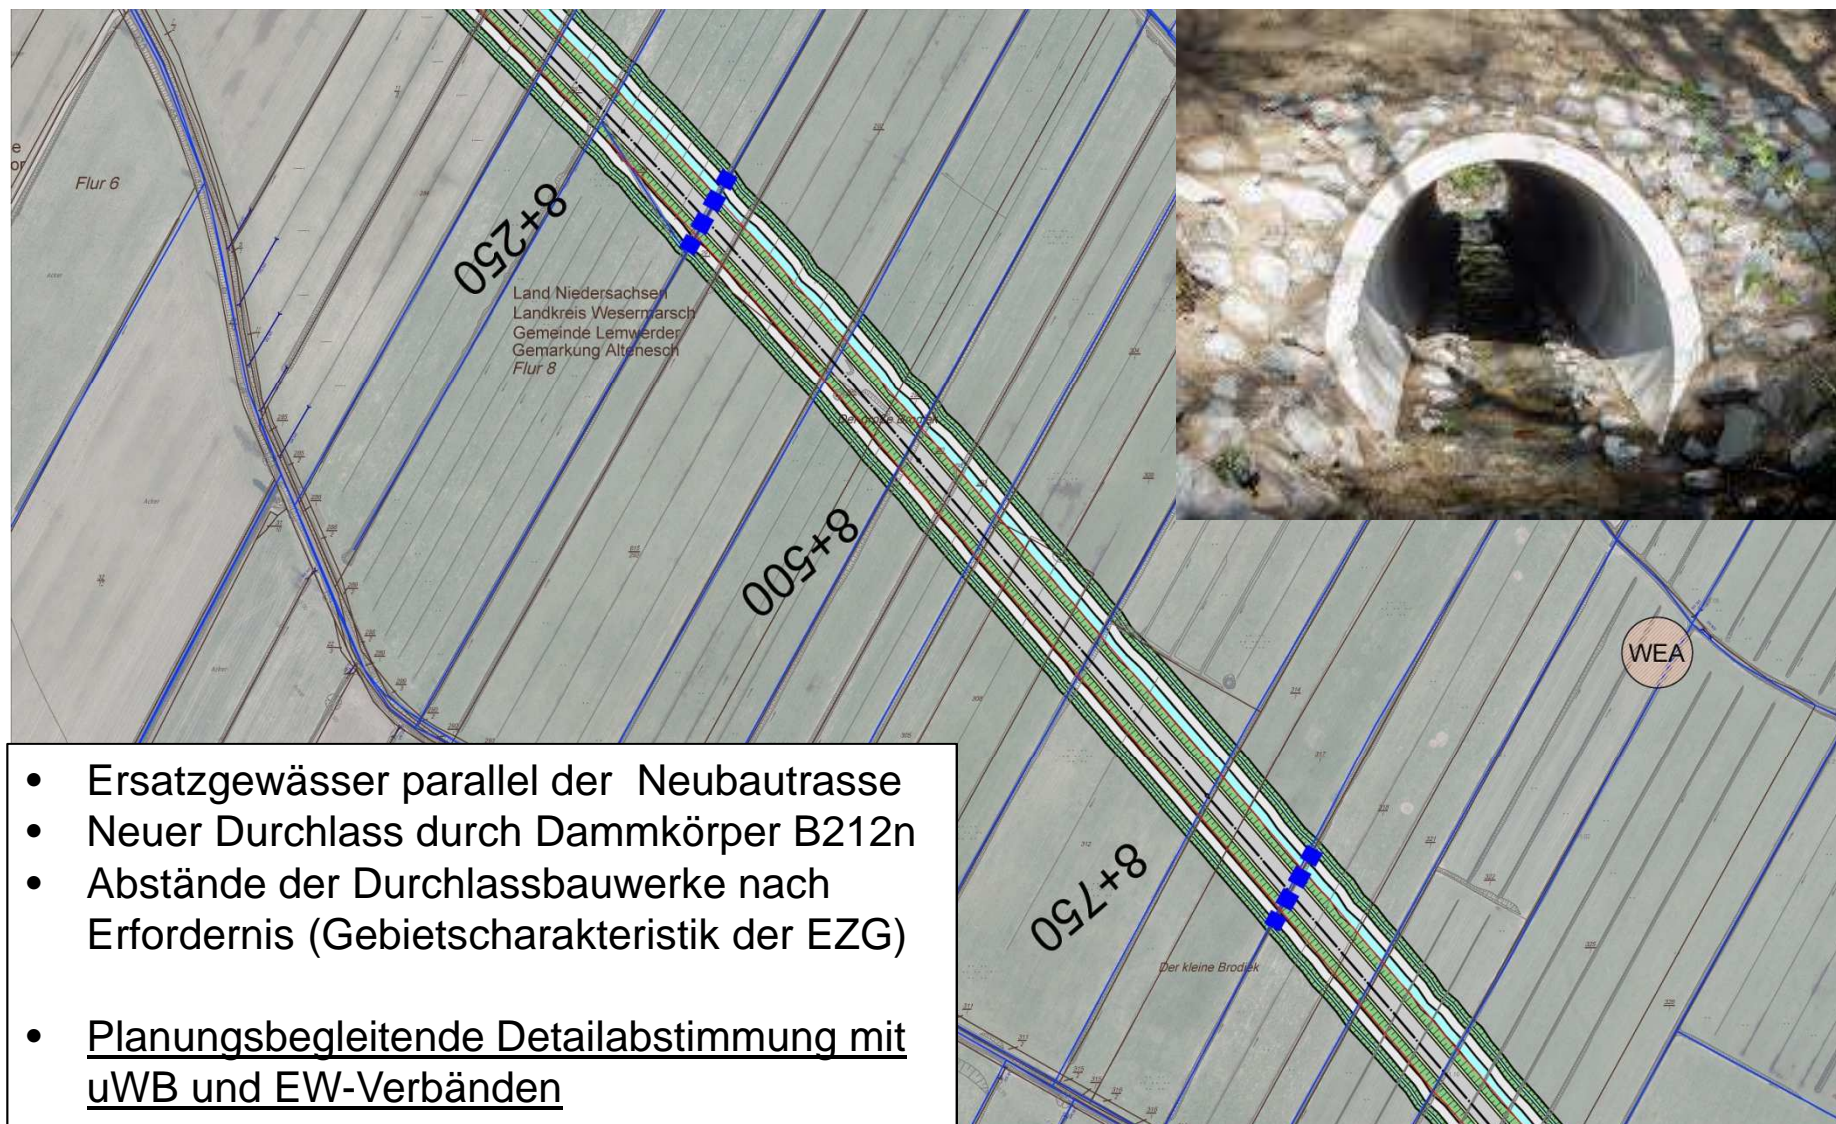 Flur 6
8+250
Land Niedersachsen
Landkreis Wesermarsch
Gemeinde Lemwerder
Gemarkung Altenesch
Flur 8
8+500
WEA
8+750
Der kleine Brodiek
• Ersatzgewässer parallel der Neubautrasse
• Neuer Durchlass durch Dammkörper B212n
• Abstände der Durchlassbauwerke nach
Erfordernis (Gebietscharakteristik der EZG)
• Planungsbegleitende Detailabstimmung mit
uWB und EW-Verbänden